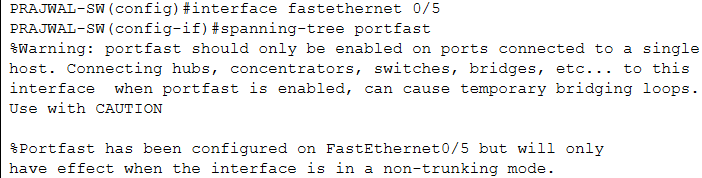 PRAJWAL-SW(config)#interface fastethernet 0/5
PRAJWAL-SW(config-if)#spanning-tree portfast
%Warning: portfast should only be enabled on ports connected to a single
host. Connecting hubs, concentrators, switches, bridges, etc... to this
interface  when portfast is enabled, can cause temporary bridging loops.
Use with CAUTION

%Portfast has been configured on FastEthernet0/5 but will only
have effect when the interface is in a non-trunking mode.